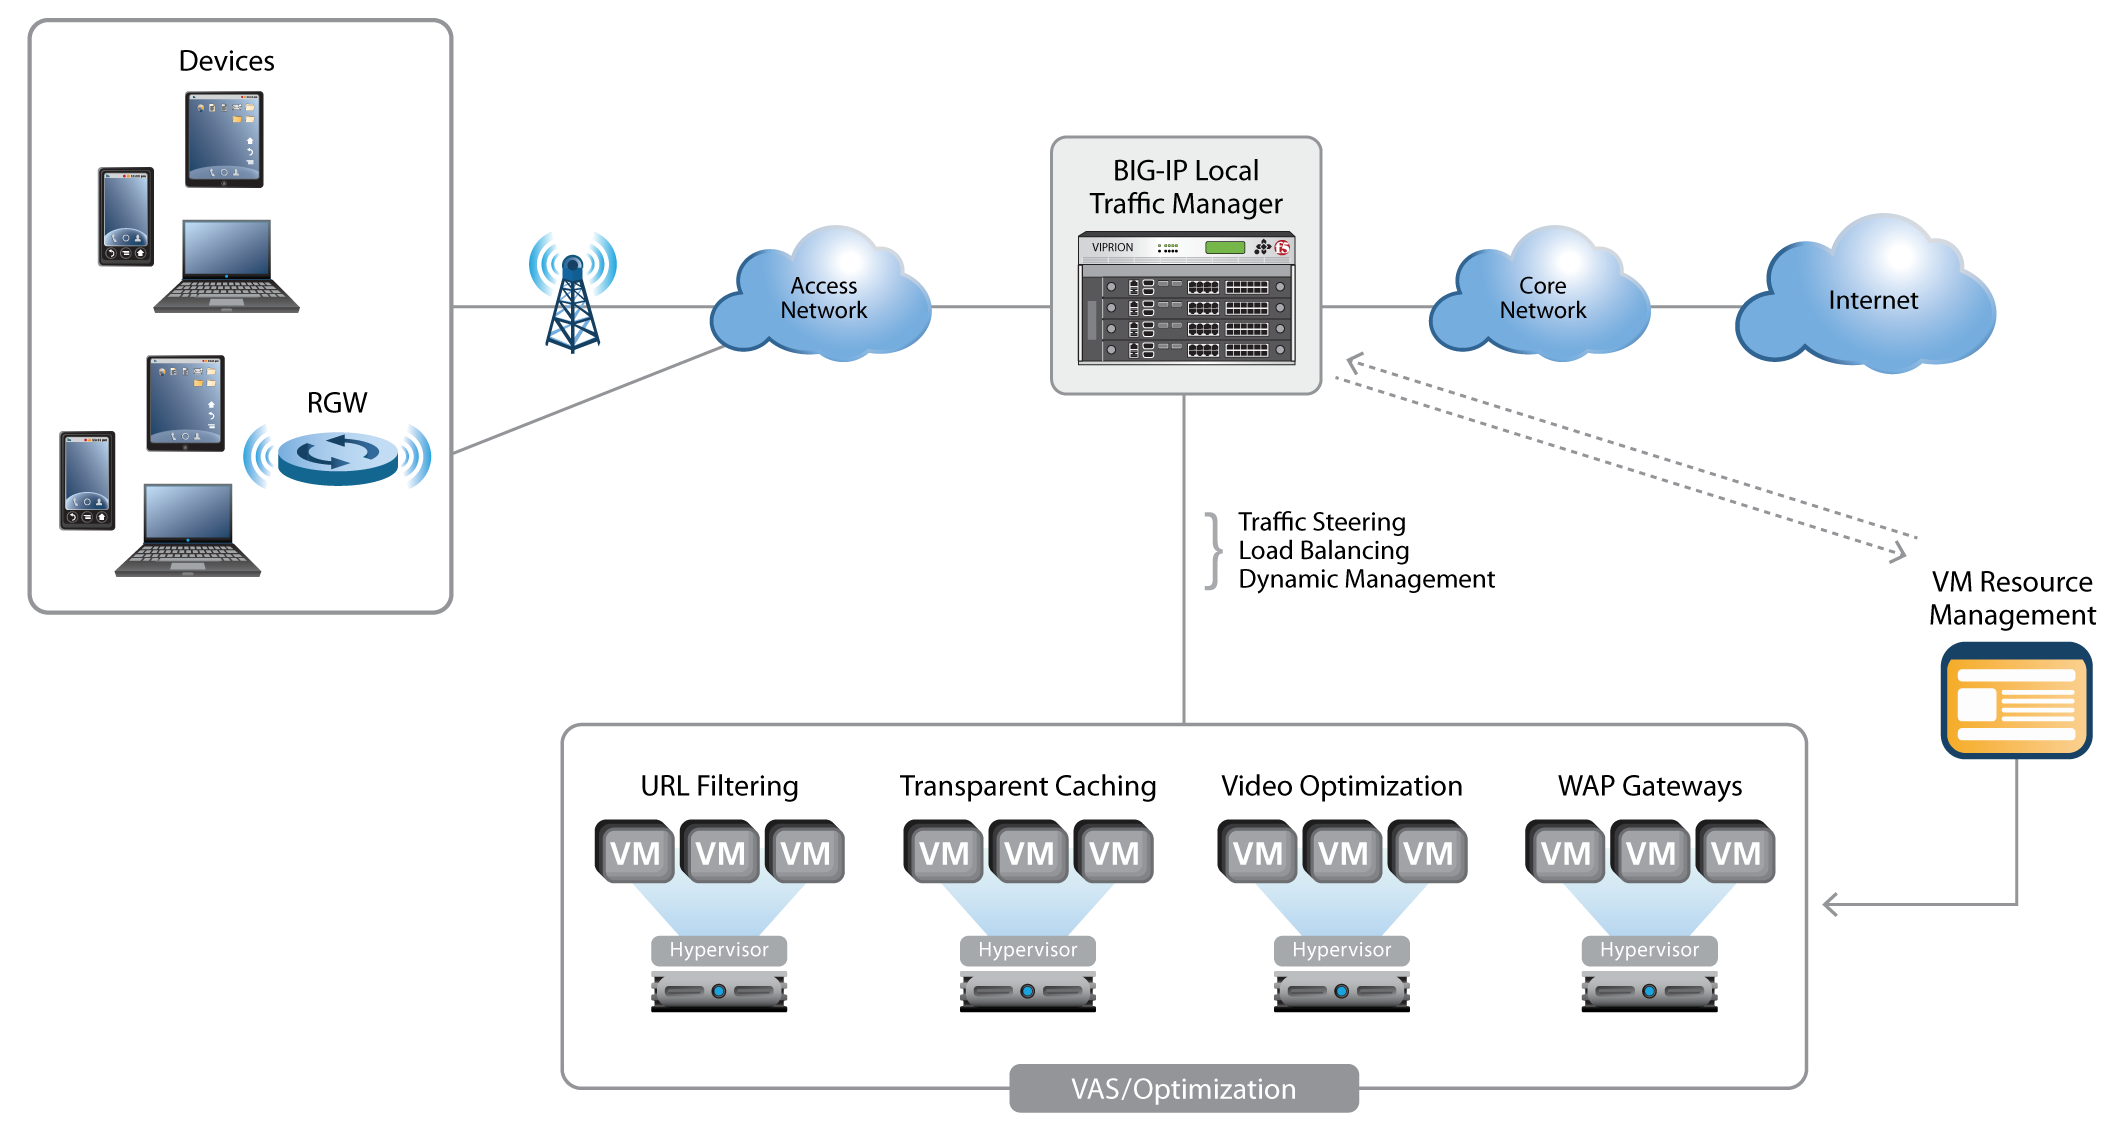 Devices
RGW
Access
Network
BIG-IP Local
Traffic Manager
VIPRION
f5
Core
Network
Internet
Traffic Steering
Load Balancing
Dynamic Management
VM Resource
Management
URL Filtering
VM VM VM
Hypervisor
Transparent Caching
VM VM VM
Hypervisor
Video Optimization
VM VM VM
Hypervisor
WAP Gateways
VM VM VM
Hypervisor
VAS/Optimization